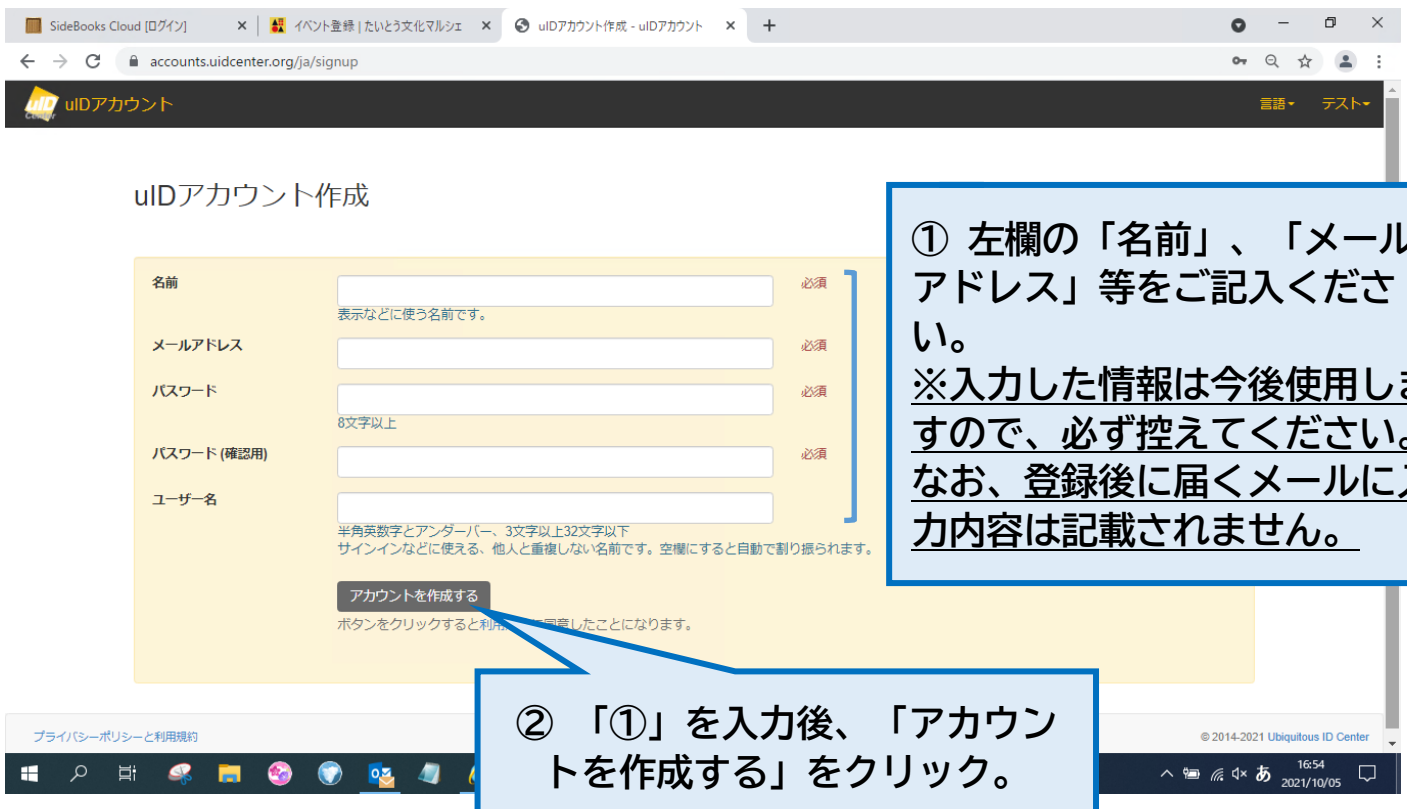 SideBooks Cloud [ログイン]
イベント登録 | たいとう文化マルシェ
uIDアカウント作成 - uIDアカウント
accounts.uidcenter.org/ja/signup
uIDアカウント
言語
テスト
uIDアカウント作成
名前
必須
表示などに使う名前です。
メールアドレス
必須
パスワード
必須
8文字以上
パスワード (確認用)
必須
ユーザー名
半角英数字とアンダーバー、3文字以上32文字以下
サインインなどに使える、他人と重複しない名前です。空欄にすると自動で割り振られます。
アカウントを作成する
ボタンをクリックすると利用 に同意したことになります。
① 左欄の「名前」、「メール
アドレス」等をご記入くださ
い。
※入力した情報は今後使用しま
すので、必ず控えてください。
なお、登録後に届くメールに入
力内容は記載されません。
② 「①」を入力後、「アカウン
トを作成する」をクリック。
プライバシーポリシーと利用規約
© 2014-2021 Ubiquitous ID Center
あ
16:54
2021/10/05